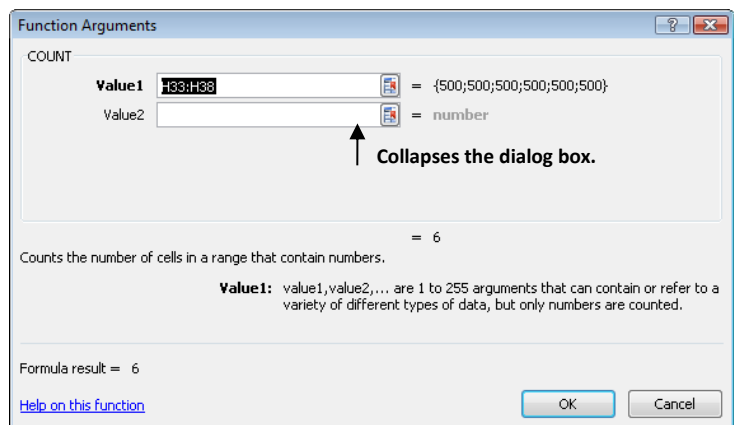 Function Arguments
COUNT
Value1 H33:H38 = {500;500;500;500;500;500}
Value2 = number
Collapses the dialog box.
= 6
Counts the number of cells in a range that contain numbers.
Value1: value1,value2,... are 1 to 255 arguments that can contain or refer to a
variety of different types of data, but only numbers are counted.
Formula result = 6
Help on this function OK Cancel